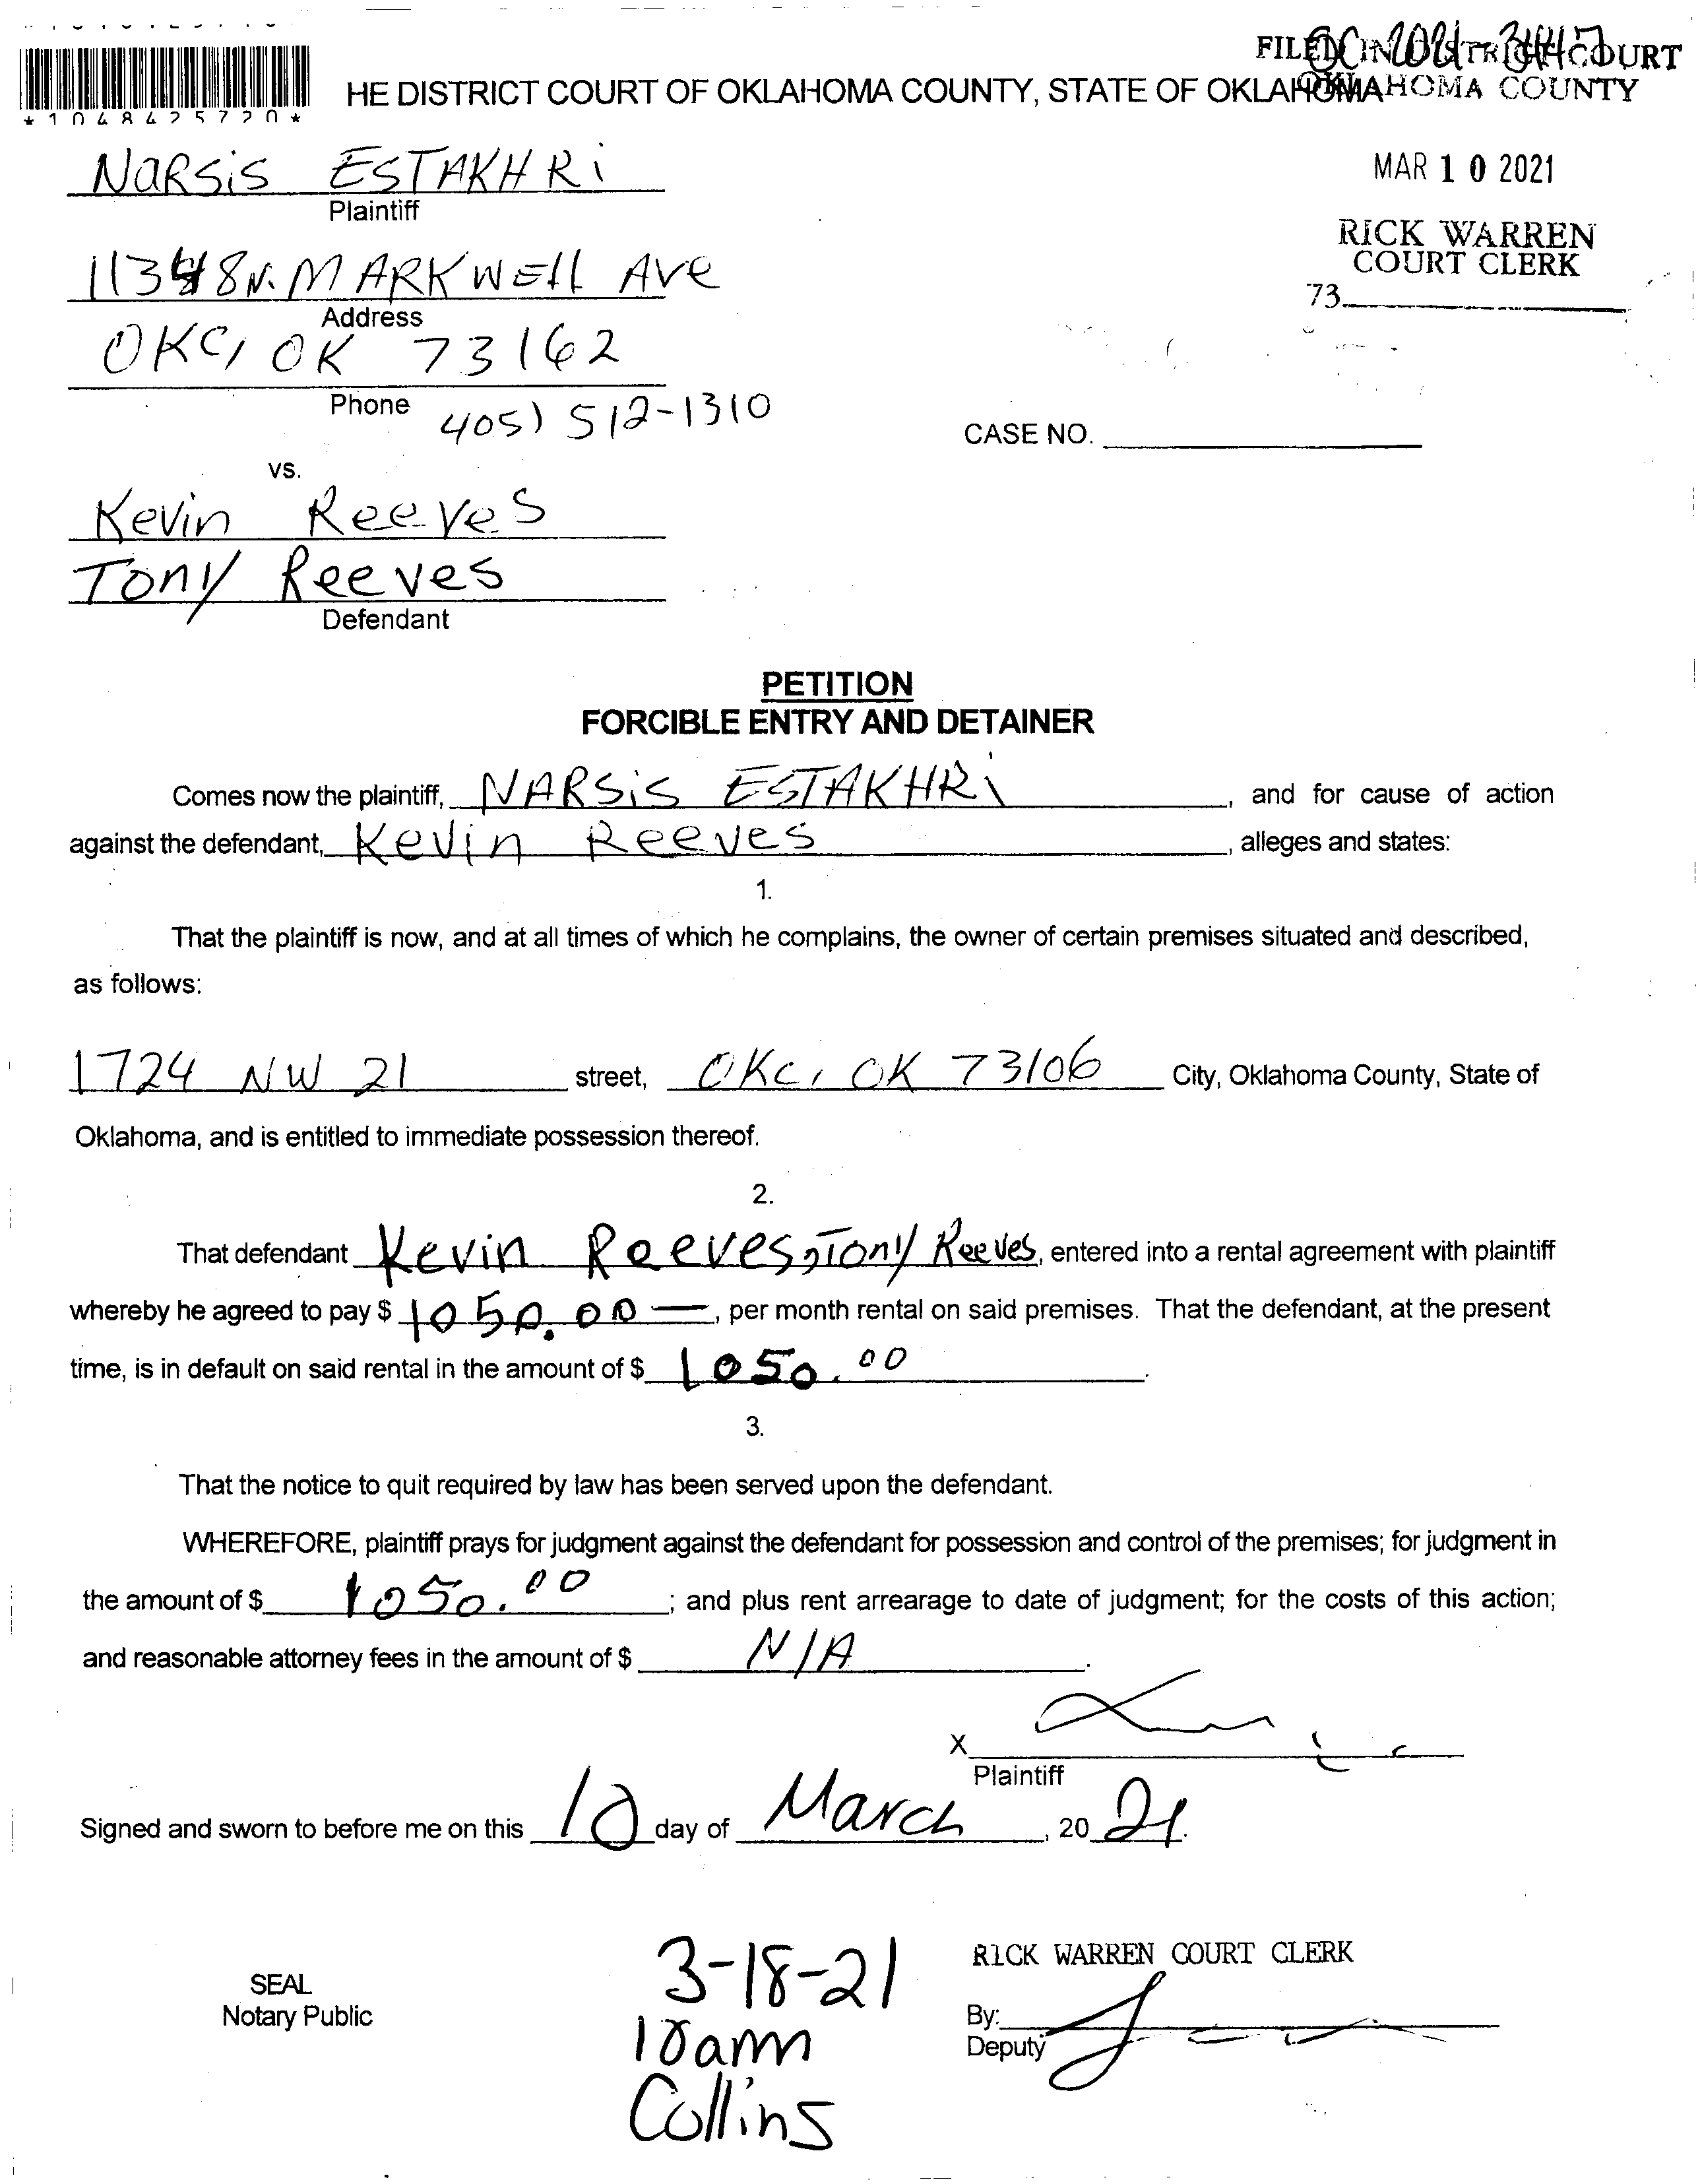 FILED IN DISTRICT COURT
OKLAHOMA COUNTY
HE DISTRICT COURT OF OKLAHOMA COUNTY, STATE OF OKLAHOMA
*1048425720*
MAR 10 2021
RICK WARREN
COURT CLERK
73
NARSiS ESTAKHRi
Plaintiff
11348 N. MARKWEll AVe
Address
OKC, OK 73162
Phone 405) 512-1310
CASE NO.
vs.
Kevin Reeves
Tony Reeves
Defendant
PETITION
FORCIBLE ENTRY AND DETAINER
Comes now the plaintiff, NARSiS ESTAKHRi, and for cause of action
against the defendant, Kevin Reeves, alleges and states:
1.
That the plaintiff is now, and at all times of which he complains, the owner of certain premises situated and described,
as follows:
1724 NW 21 street, OKC, OK 73106 City, Oklahoma County, State of
Oklahoma, and is entitled to immediate possession thereof.
2.
That defendant Kevin Reeves, Tony Reeves, entered into a rental agreement with plaintiff
whereby he agreed to pay $ 1050.00 —, per month rental on said premises. That the defendant, at the present
time, is in default on said rental in the amount of $ 1050.00.
3.
That the notice to quit required by law has been served upon the defendant.
WHEREFORE, plaintiff prays for judgment against the defendant for possession and control of the premises; for judgment in
the amount of $ 1050.00; and plus rent arrearage to date of judgment; for the costs of this action;
and reasonable attorney fees in the amount of $ N/A.
X
Plaintiff
Signed and sworn to before me on this 10 day of March, 20 21.
SEAL
Notary Public
3-18-21
10am
Collins
RICK WARREN COURT CLERK
By:
Deputy